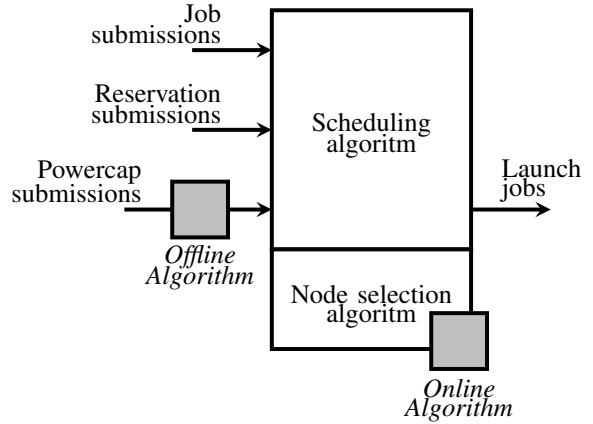 Job
submissions
Reservation
submissions
Scheduling
algoritm
Powercap
submissions
Launch
jobs
Offline
Algorithm
Node selection
algoritm
Online
Algorithm